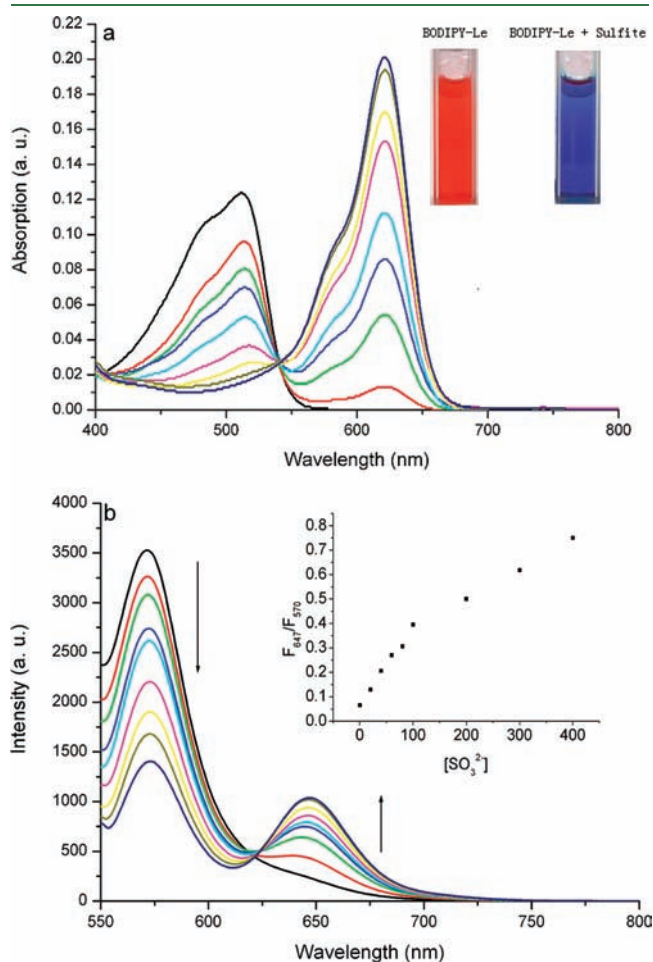 a
BODIPY-Le
BODIPY-Le + Sulfite
0.20
0.18
0.16
0.14
0.12
0.10
0.08
0.06
0.04
0.02
0.00
Absorption (a. u.)
400 500 600 700 800
Wavelength (nm)
b
4000
3500
3000
2500
2000
1500
1000
500
0
Intensity (a. u.)
0.8
0.7
0.6
0.5
0.4
0.3
0.2
0.1
0.0
F647/F570
0 100 200 300 400
[SO3^2-]
550 600 650 700 750 800
Wavelength (nm)